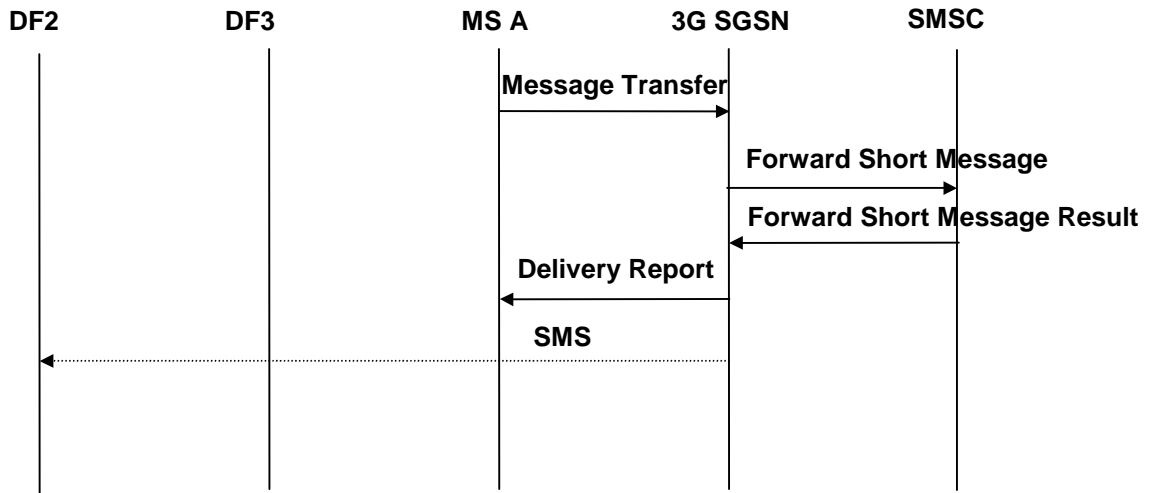 DF2 DF3 MS A 3G SGSN SMSC
Message Transfer
Forward Short Message
Forward Short Message Result
Delivery Report
SMS